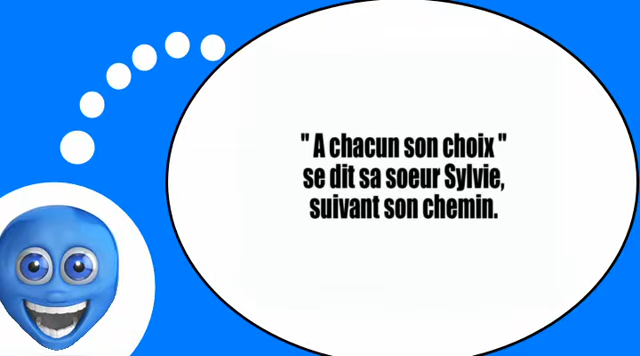 " A chacun son choix "
se dit sa soeur Sylvie,
suivant son chemin.